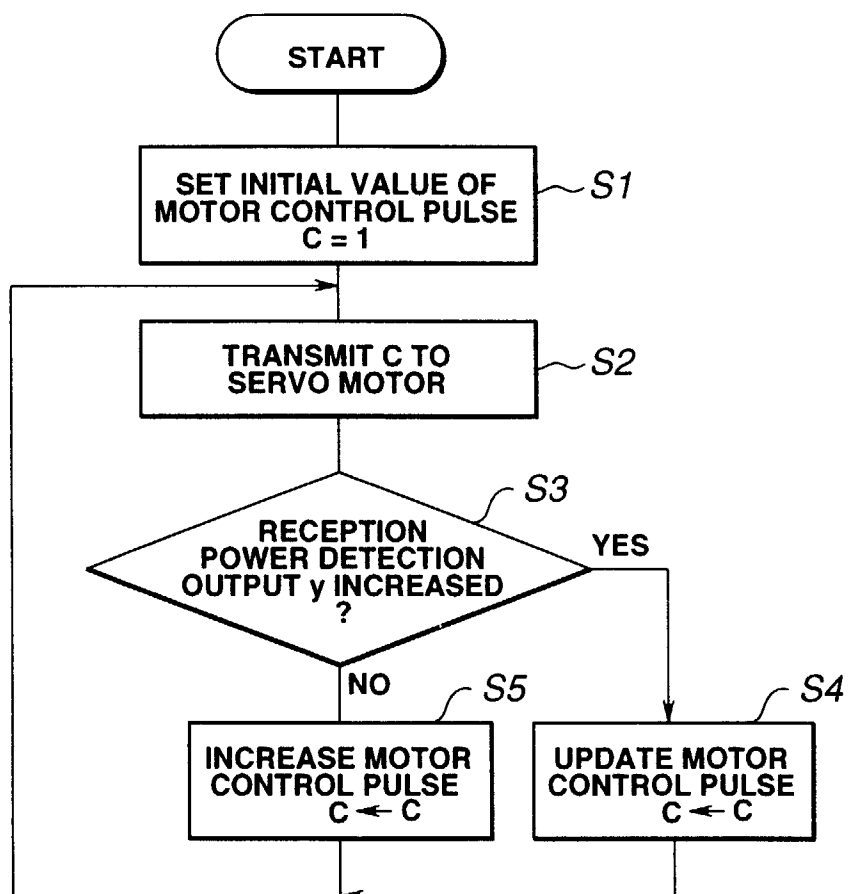 START
SET INITIAL VALUE OF
MOTOR CONTROL PULSE
C = 1
S1
TRANSMIT C TO
SERVO MOTOR
S2
S3
RECEPTION
POWER DETECTION
OUTPUT y INCREASED
?
YES
NO
S5
INCREASE MOTOR
CONTROL PULSE
C ← C
S4
UPDATE MOTOR
CONTROL PULSE
C ← C